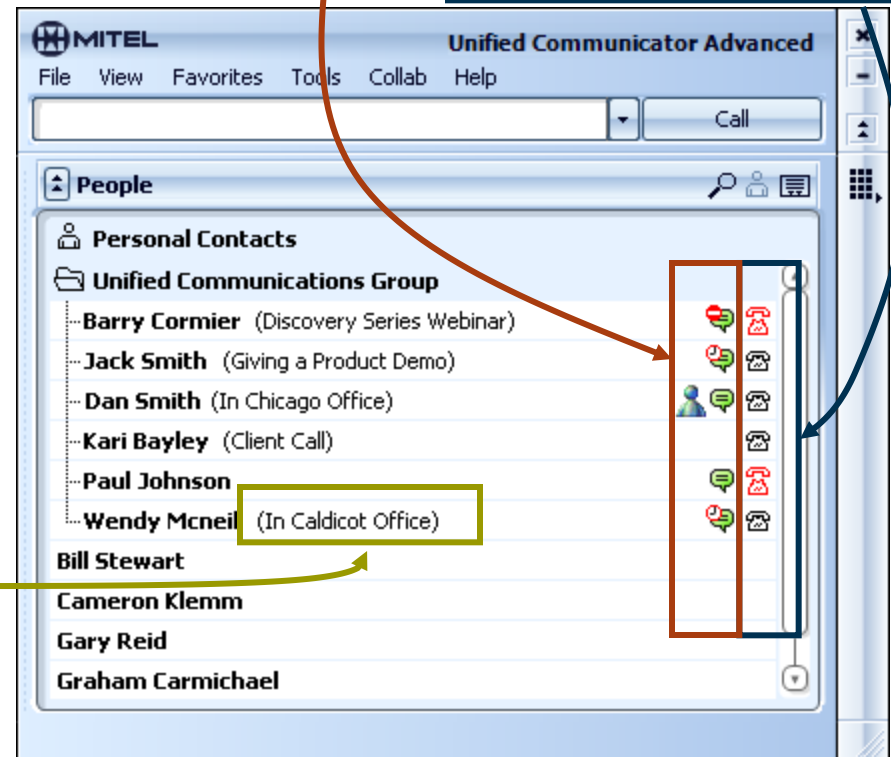 MITEL
Unified Communicator Advanced
File View Favorites Tools Collab Help
Call
People
Personal Contacts
Unified Communications Group
Barry Cormier (Discovery Series Webinar)
Jack Smith (Giving a Product Demo)
Dan Smith (In Chicago Office)
Kari Bayley (Client Call)
Paul Johnson
Wendy Mcneil (In Caldicot Office)
Bill Stewart
Cameron Klemm
Gary Reid
Graham Carmichael